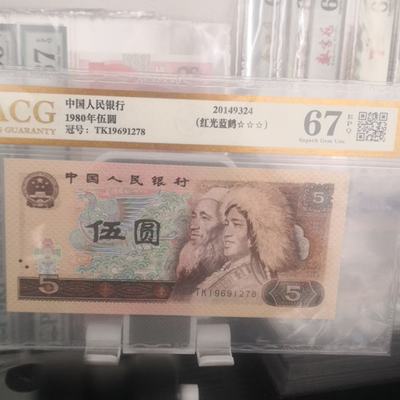 ACG
GUARANTY
中国人民银行
1980年伍圆
冠号：TK19691278
20149324
(红光蓝鹤☆☆☆)
67 EPQ
Superb Gem Unc
中国人民银行
5
伍圆
5
TK19691278
5